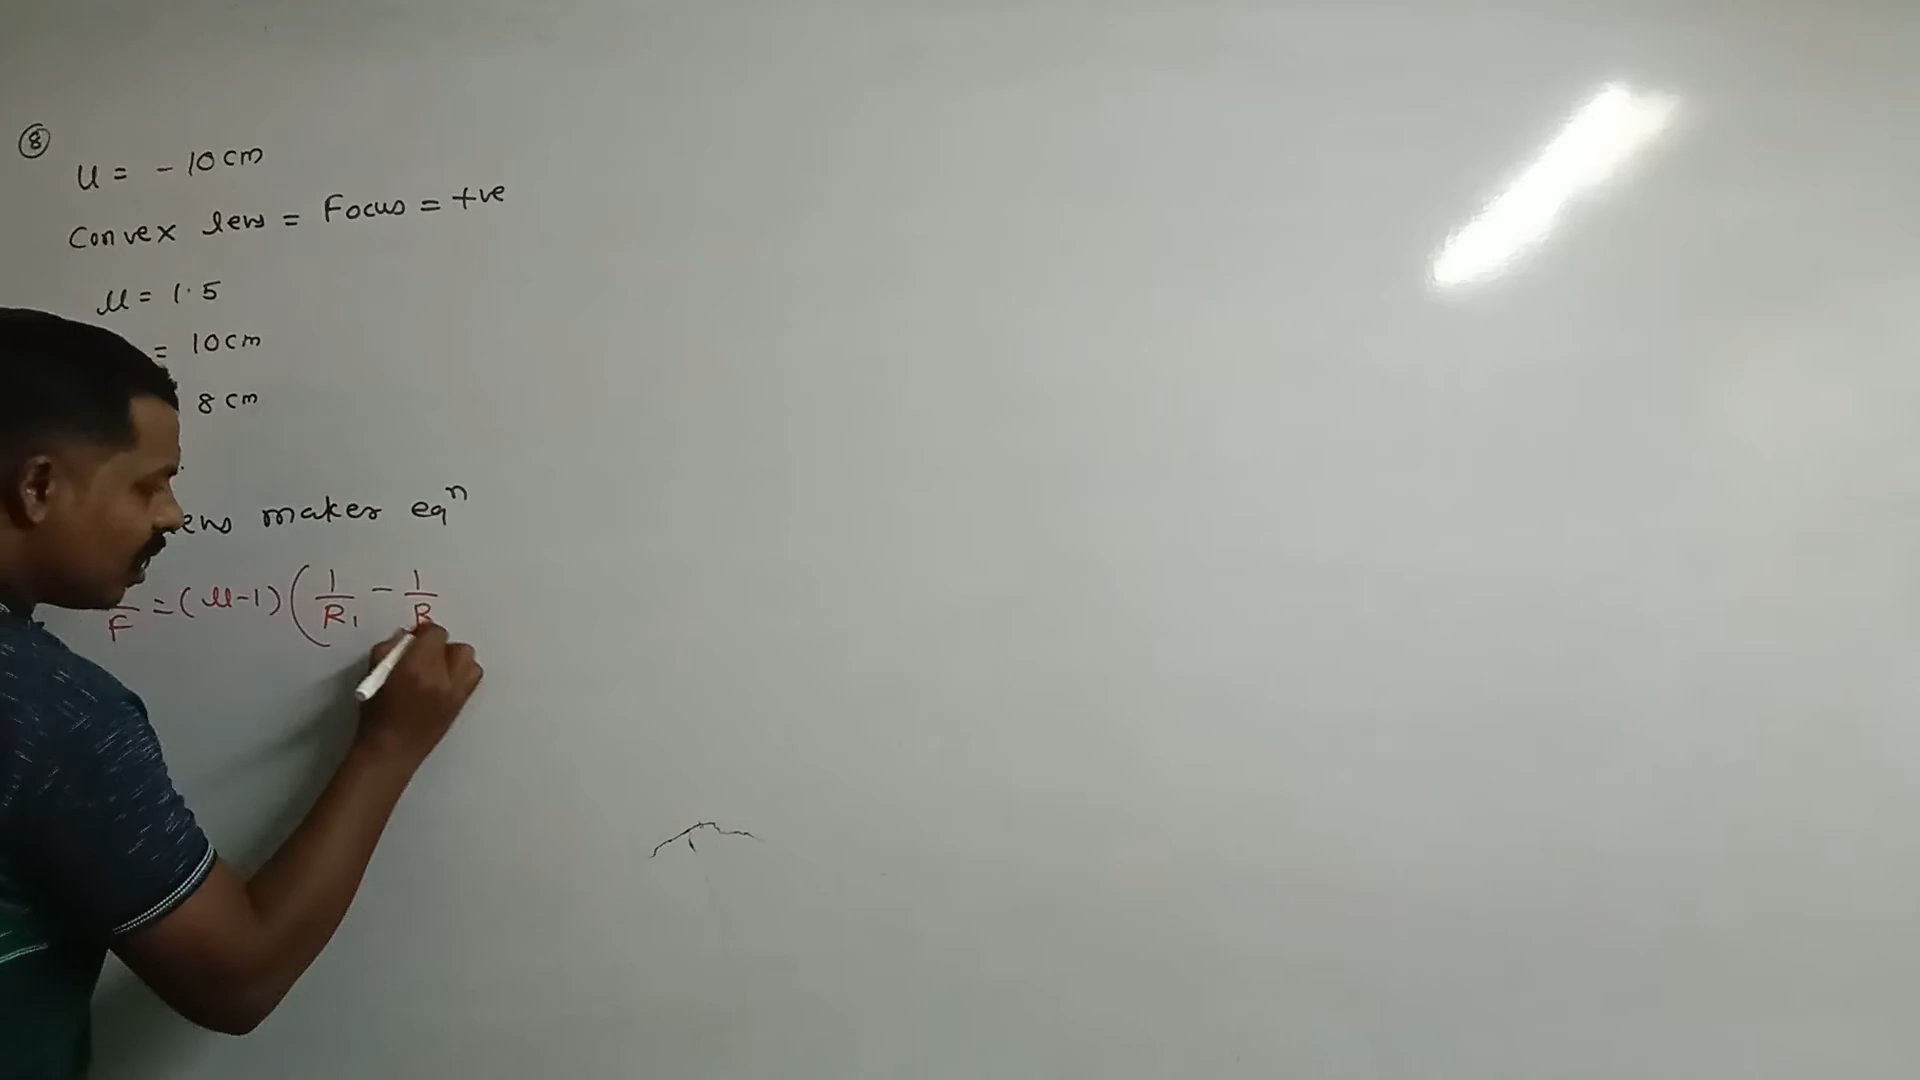 8
u = - 10 cm
Convex lens = Focus = +ve
μ = 1.5
= 10 cm
8 cm
maker eqⁿ
F = (μ-1) ( 1/R₁ - 1/R